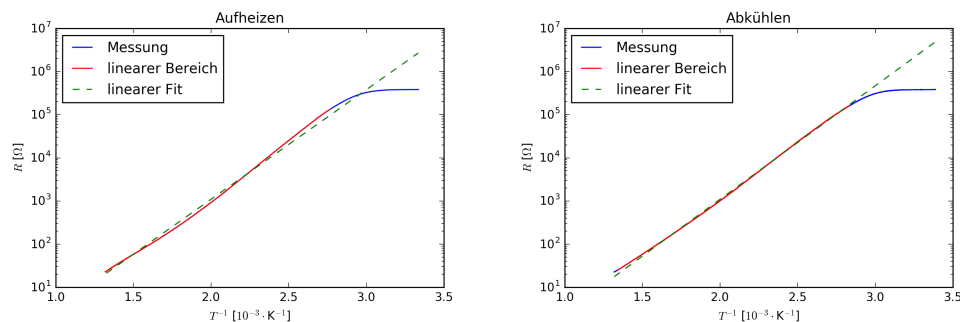 Aufheizen
10^7
10^6
10^5
10^4
10^3
10^2
10^1
R [Ω]
Messung
linearer Bereich
linearer Fit
1.0 1.5 2.0 2.5 3.0 3.5
T^{-1} [10^{-3} · K^{-1}]
Abkühlen
10^7
10^6
10^5
10^4
10^3
10^2
10^1
R [Ω]
Messung
linearer Bereich
linearer Fit
1.0 1.5 2.0 2.5 3.0 3.5
T^{-1} [10^{-3} · K^{-1}]